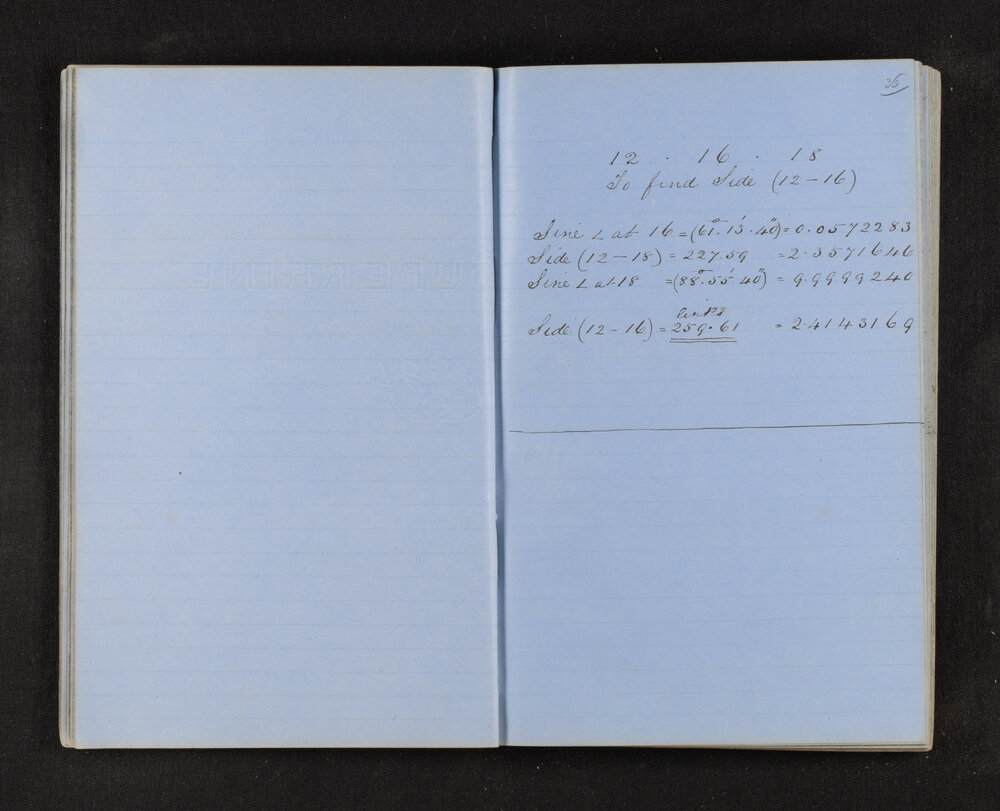 36
12 . 16 . 18
To find Side (12-16)
Sine ∠ at 16 = (61°.15'.40") = 0.0572283
Side (12-18) = 227.59 = 2.3571646
Sine ∠ at 18 = (88°.55'.40") = 9.9999240
links
Side (12-16) = 259.61 = 2.4143169